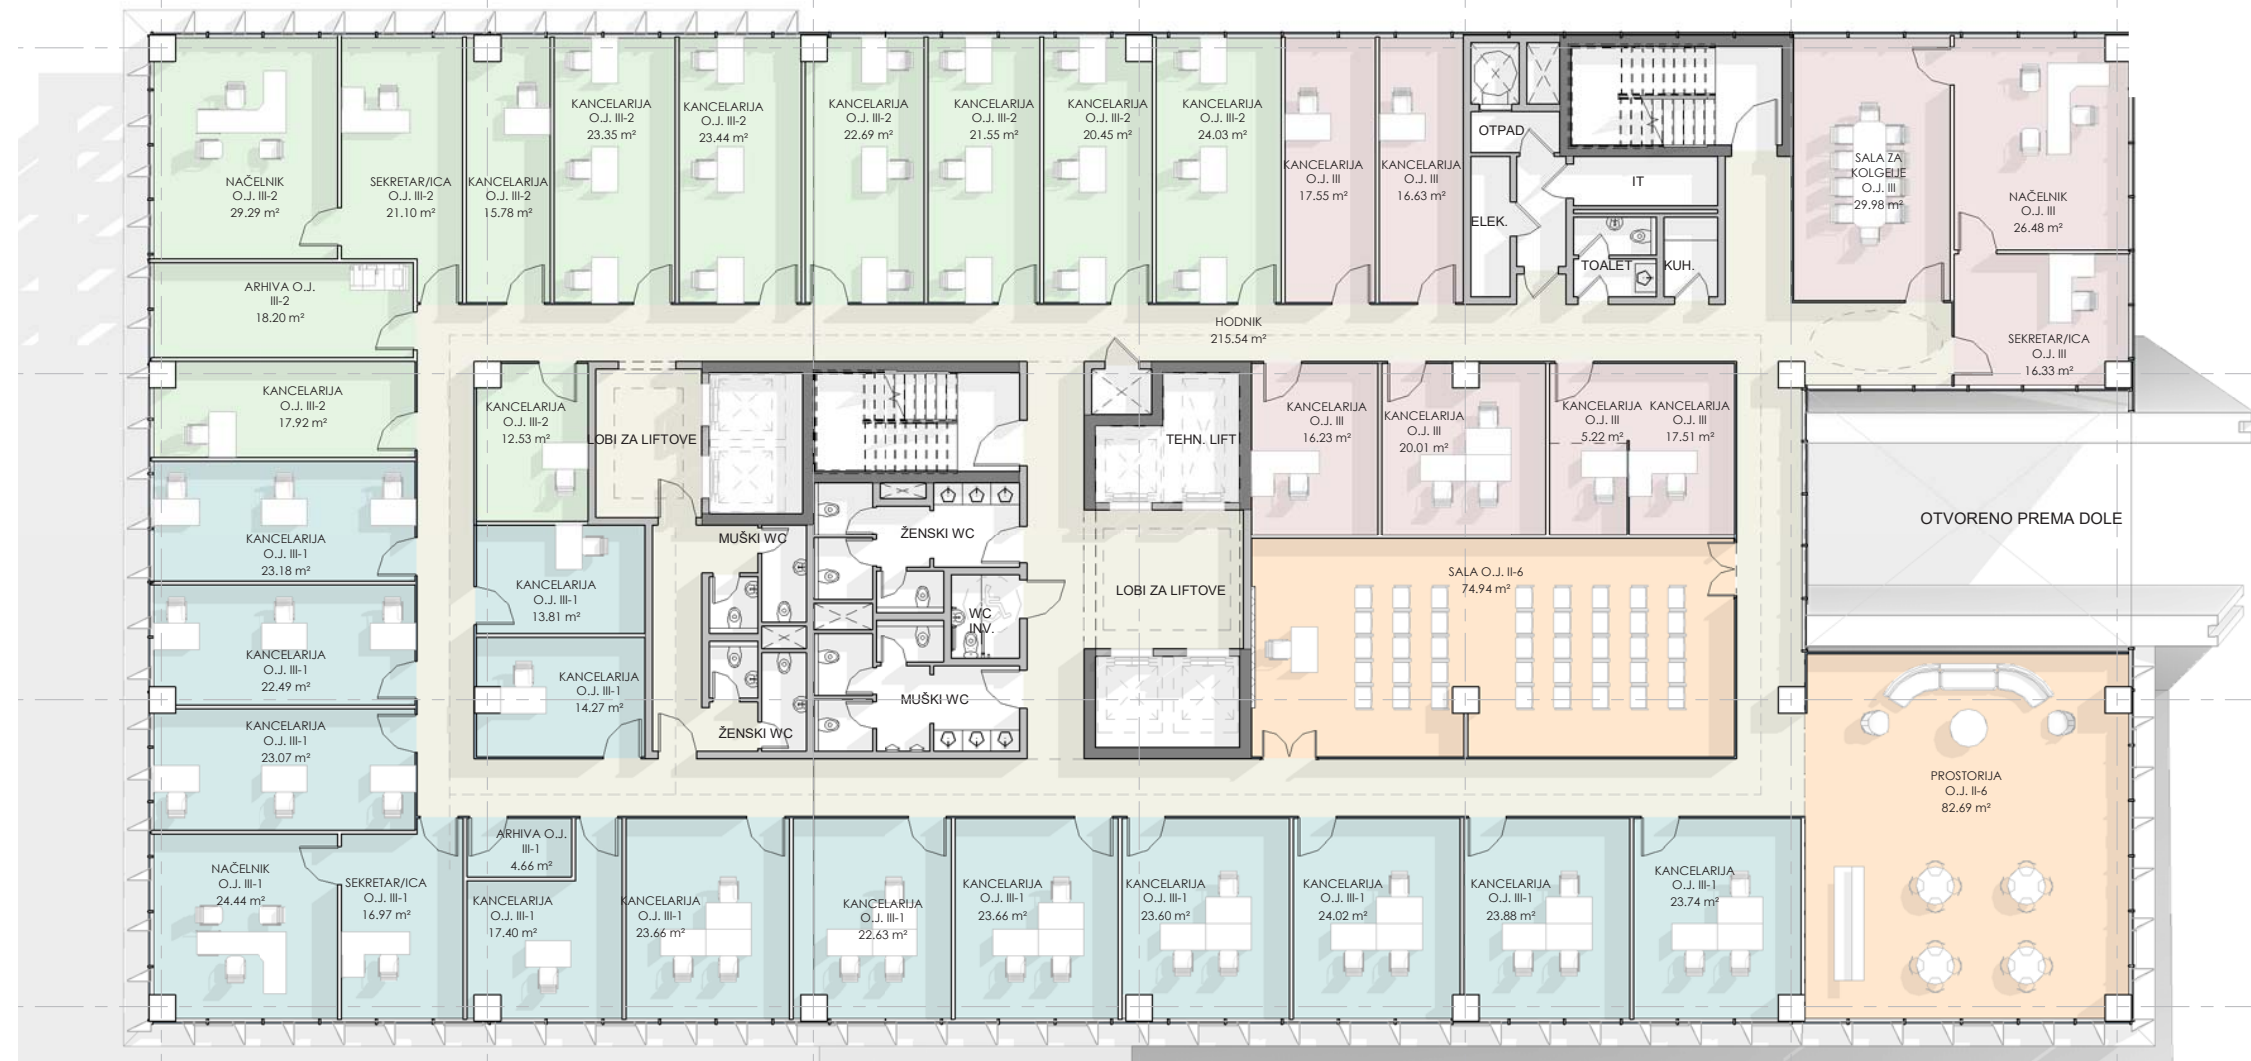 NAČELNIK
O.J. III-2
29.29 m²
SEKRETAR/ICA
O.J. III-2
21.10 m²
KANCELARIJA
O.J. III-2
15.78 m²
KANCELARIJA
O.J. III-2
23.35 m²
KANCELARIJA
O.J. III-2
23.44 m²
KANCELARIJA
O.J. III-2
22.69 m²
KANCELARIJA
O.J. III-2
21.55 m²
KANCELARIJA
O.J. III-2
20.45 m²
KANCELARIJA
O.J. III-2
24.03 m²
KANCELARIJA
O.J. III
17.55 m²
KANCELARIJA
O.J. III
16.63 m²
OTPAD
IT
ELEK.
TOALET
KUH.
SALA ZA
KOLGEIJE
O.J. III
29.98 m²
NAČELNIK
O.J. III
26.48 m²
ARHIVA O.J.
III-2
18.20 m²
HODNIK
215.54 m²
SEKRETAR/ICA
O.J. III
16.33 m²
KANCELARIJA
O.J. III-2
17.92 m²
KANCELARIJA
O.J. III-2
12.53 m²
LOBI ZA LIFTOVE
TEHN. LIFT
KANCELARIJA
O.J. III
16.23 m²
KANCELARIJA
O.J. III
20.01 m²
KANCELARIJA
O.J. III
5.22 m²
KANCELARIJA
O.J. III
17.51 m²
OTVORENO PREMA DOLE
KANCELARIJA
O.J. III-1
23.18 m²
MUŠKI WC
ŽENSKI WC
KANCELARIJA
O.J. III-1
13.81 m²
WC
INV.
LOBI ZA LIFTOVE
SALA O.J. II-6
74.94 m²
KANCELARIJA
O.J. III-1
22.49 m²
KANCELARIJA
O.J. III-1
14.27 m²
MUŠKI WC
ŽENSKI WC
KANCELARIJA
O.J. III-1
23.07 m²
PROSTORIJA
O.J. II-6
82.69 m²
ARHIVA O.J.
III-1
4.66 m²
NAČELNIK
O.J. III-1
24.44 m²
SEKRETAR/ICA
O.J. III-1
16.97 m²
KANCELARIJA
O.J. III-1
17.40 m²
KANCELARIJA
O.J. III-1
23.66 m²
KANCELARIJA
O.J. III-1
22.63 m²
KANCELARIJA
O.J. III-1
23.66 m²
KANCELARIJA
O.J. III-1
23.60 m²
KANCELARIJA
O.J. III-1
24.02 m²
KANCELARIJA
O.J. III-1
23.88 m²
KANCELARIJA
O.J. III-1
23.74 m²